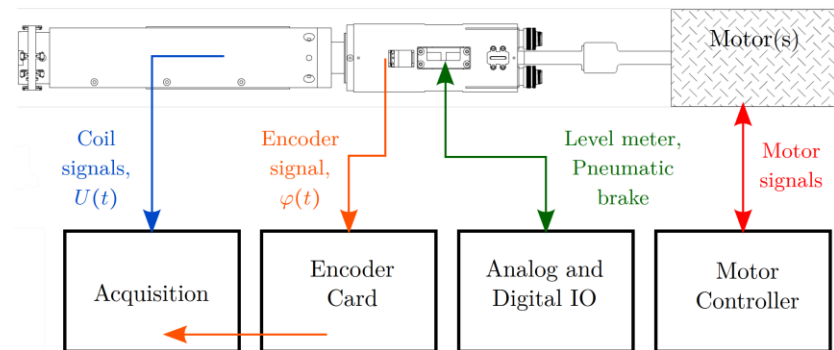 Motor(s)
Coil
signals,
U(t)
Encoder
signal,
φ(t)
Level meter,
Pneumatic
brake
Motor
signals
Acquisition
Encoder
Card
Analog and
Digital IO
Motor
Controller